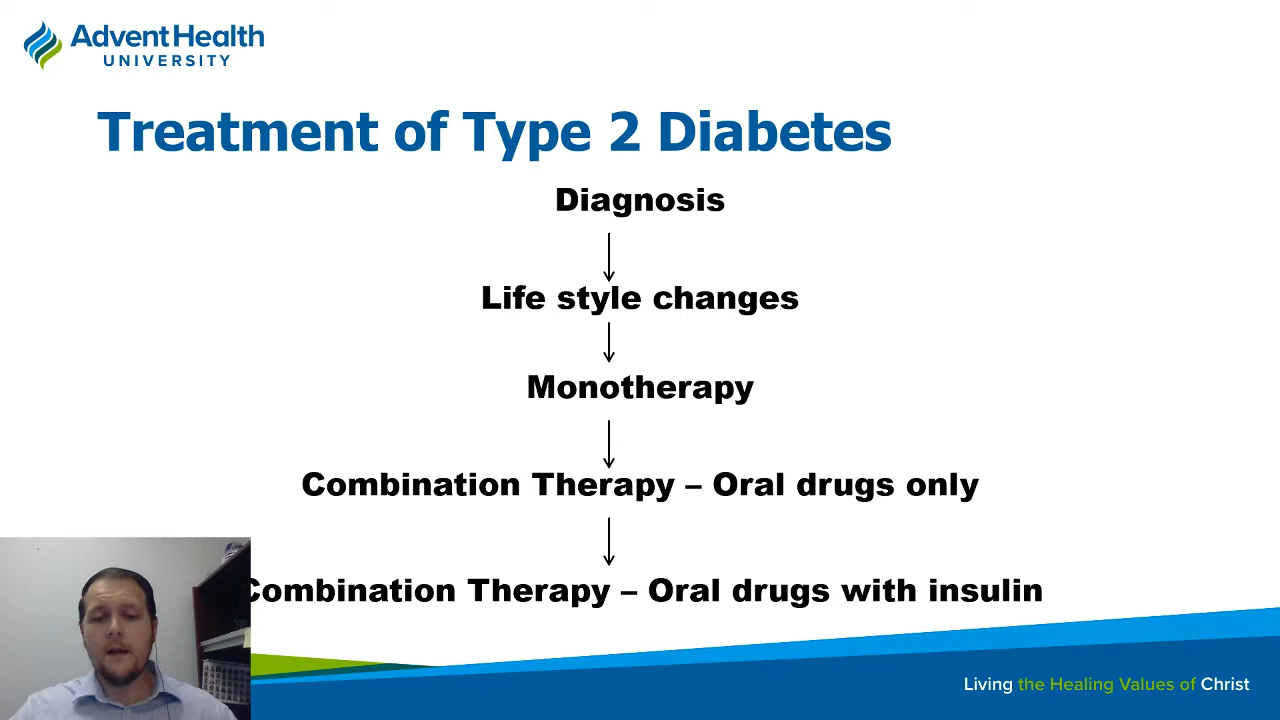 AdventHealth
UNIVERSITY
Treatment of Type 2 Diabetes
Diagnosis
Life style changes
Monotherapy
Combination Therapy – Oral drugs only
Combination Therapy – Oral drugs with insulin
Living the Healing Values of Christ